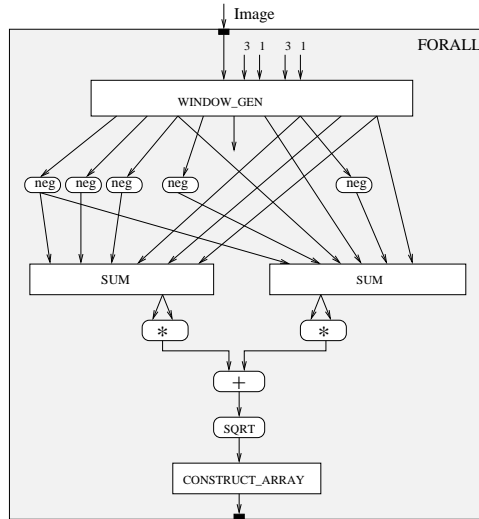 Image
FORALL
3 1 3 1
WINDOW_GEN
neg neg neg neg neg
SUM SUM
* *
+
SQRT
CONSTRUCT_ARRAY